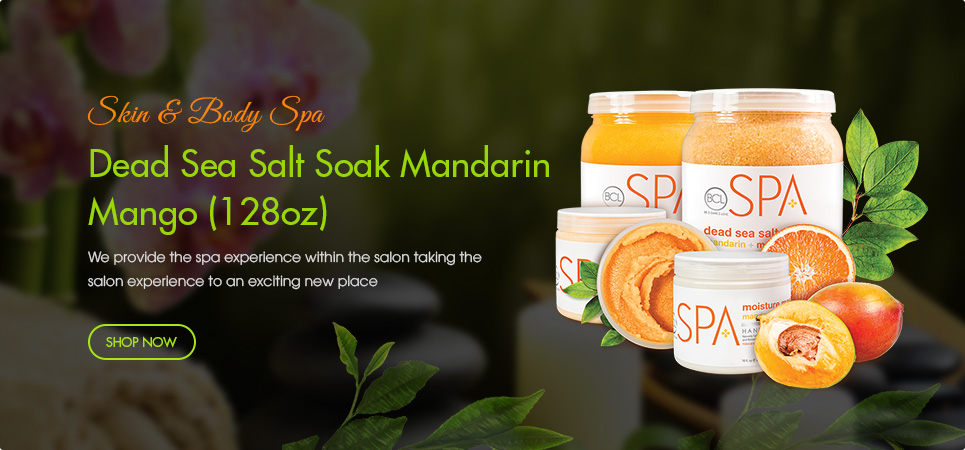 Skin & Body Spa
Dead Sea Salt Soak Mandarin
Mango (128oz)
We provide the spa experience within the salon taking the
salon experience to an exciting new place
SHOP NOW
BCL
SPA
BCL
SPA
dead sea salt
mandarin + m
SPA
moisture
HAN